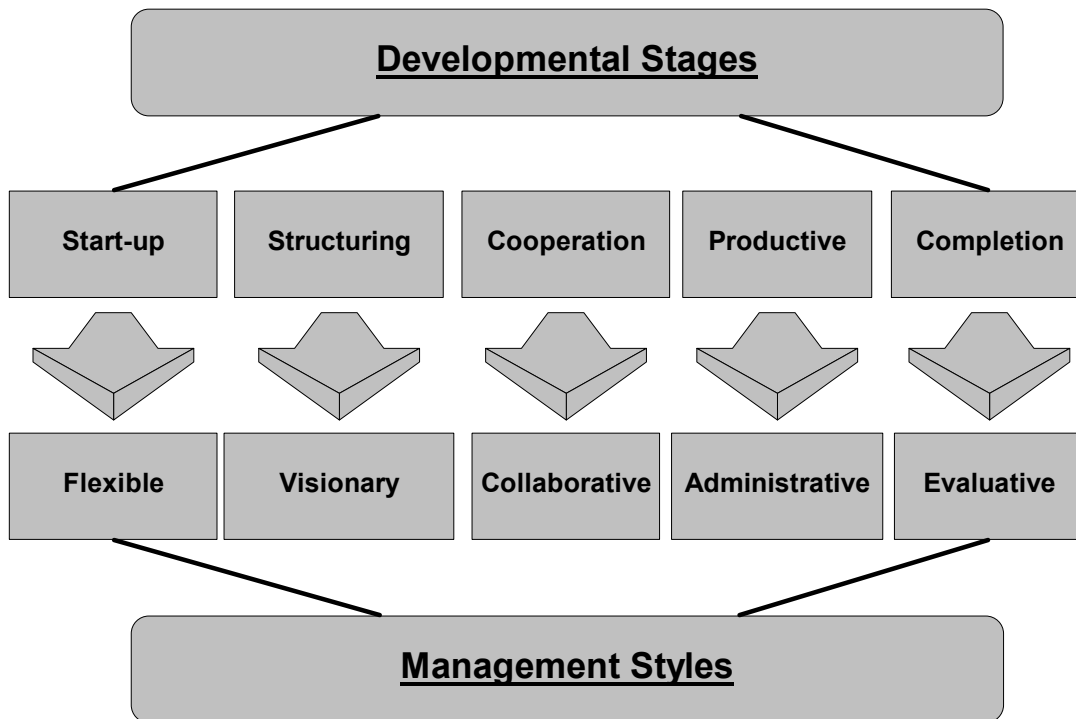 Developmental Stages
Start-up
Structuring
Cooperation
Productive
Completion
Flexible
Visionary
Collaborative
Administrative
Evaluative
Management Styles